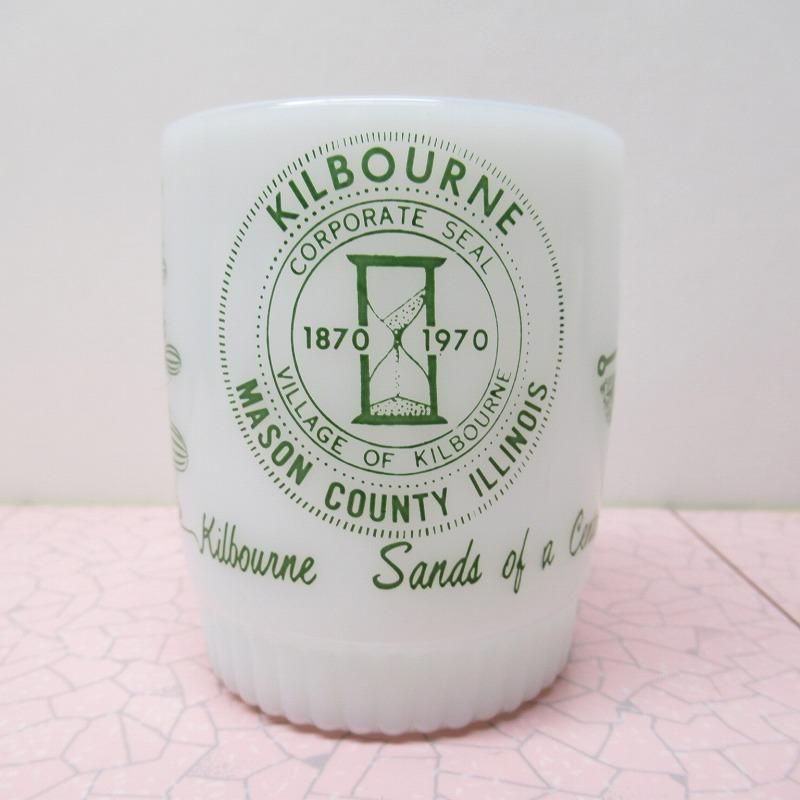 KILBOURNE
CORPORATE SEAL
1870 1970
VILLAGE OF KILBOURNE
MASON COUNTY ILLINOIS
Kilbourne Sands of a